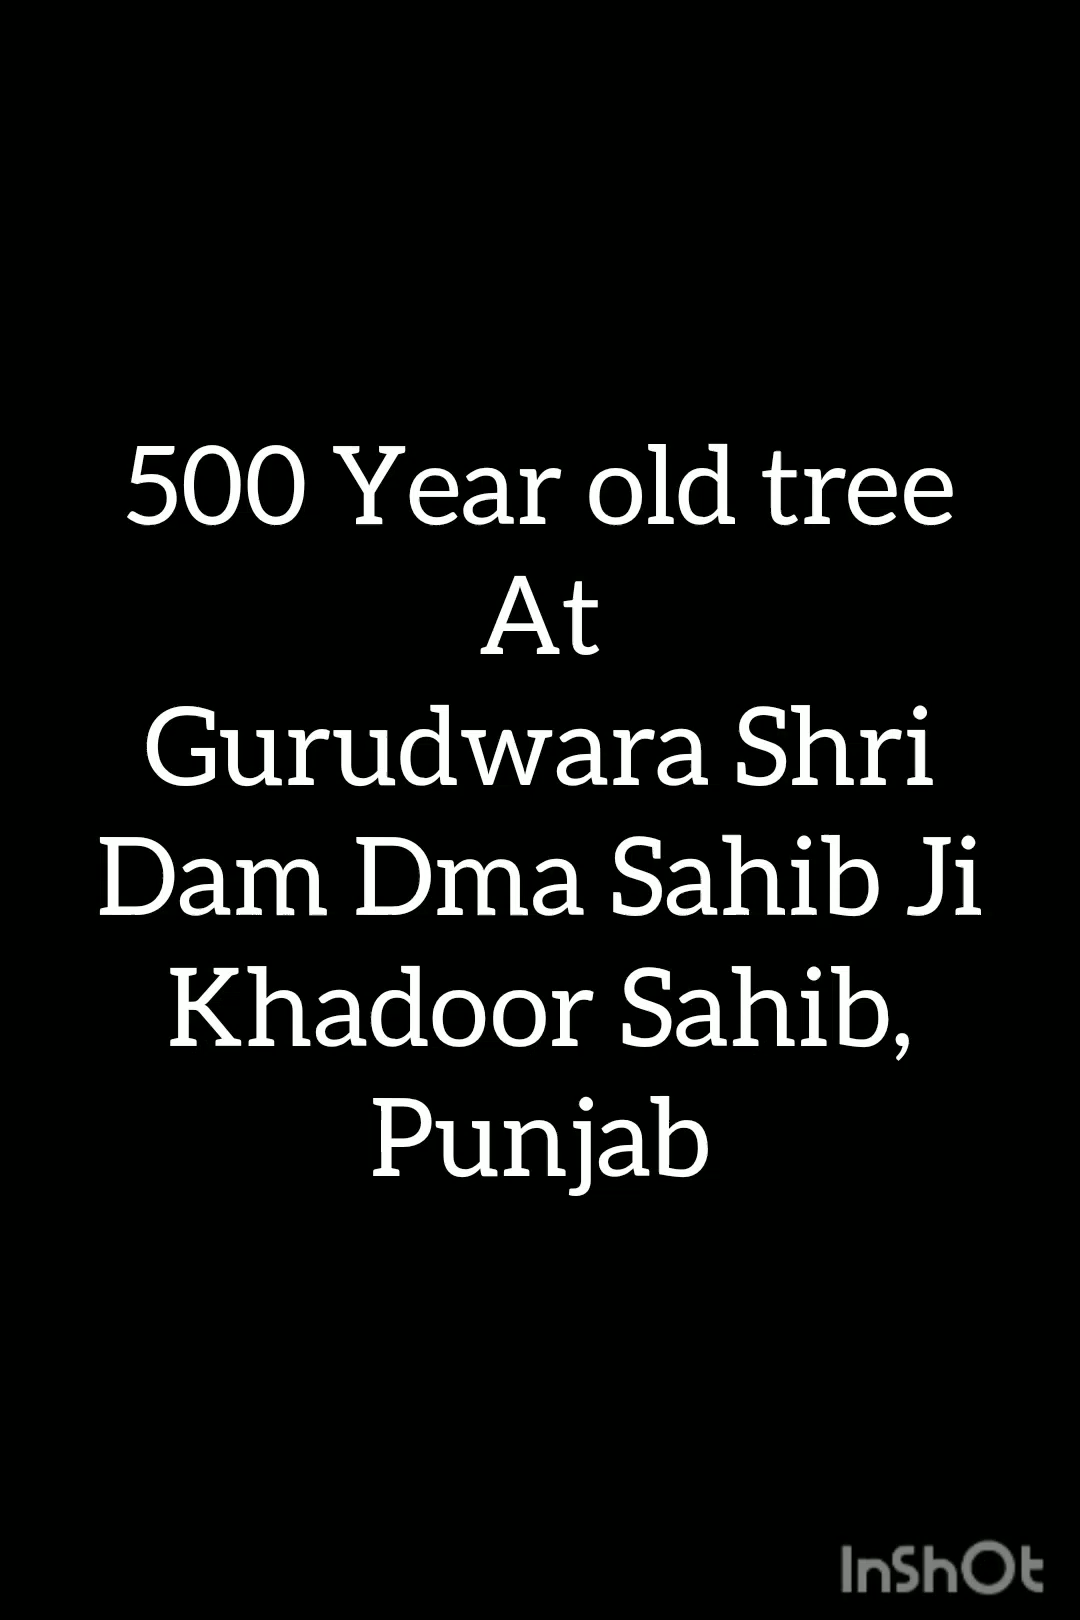 500 Year old tree
At
Gurudwara Shri
Dam Dma Sahib Ji
Khadoor Sahib,
Punjab
InShOt